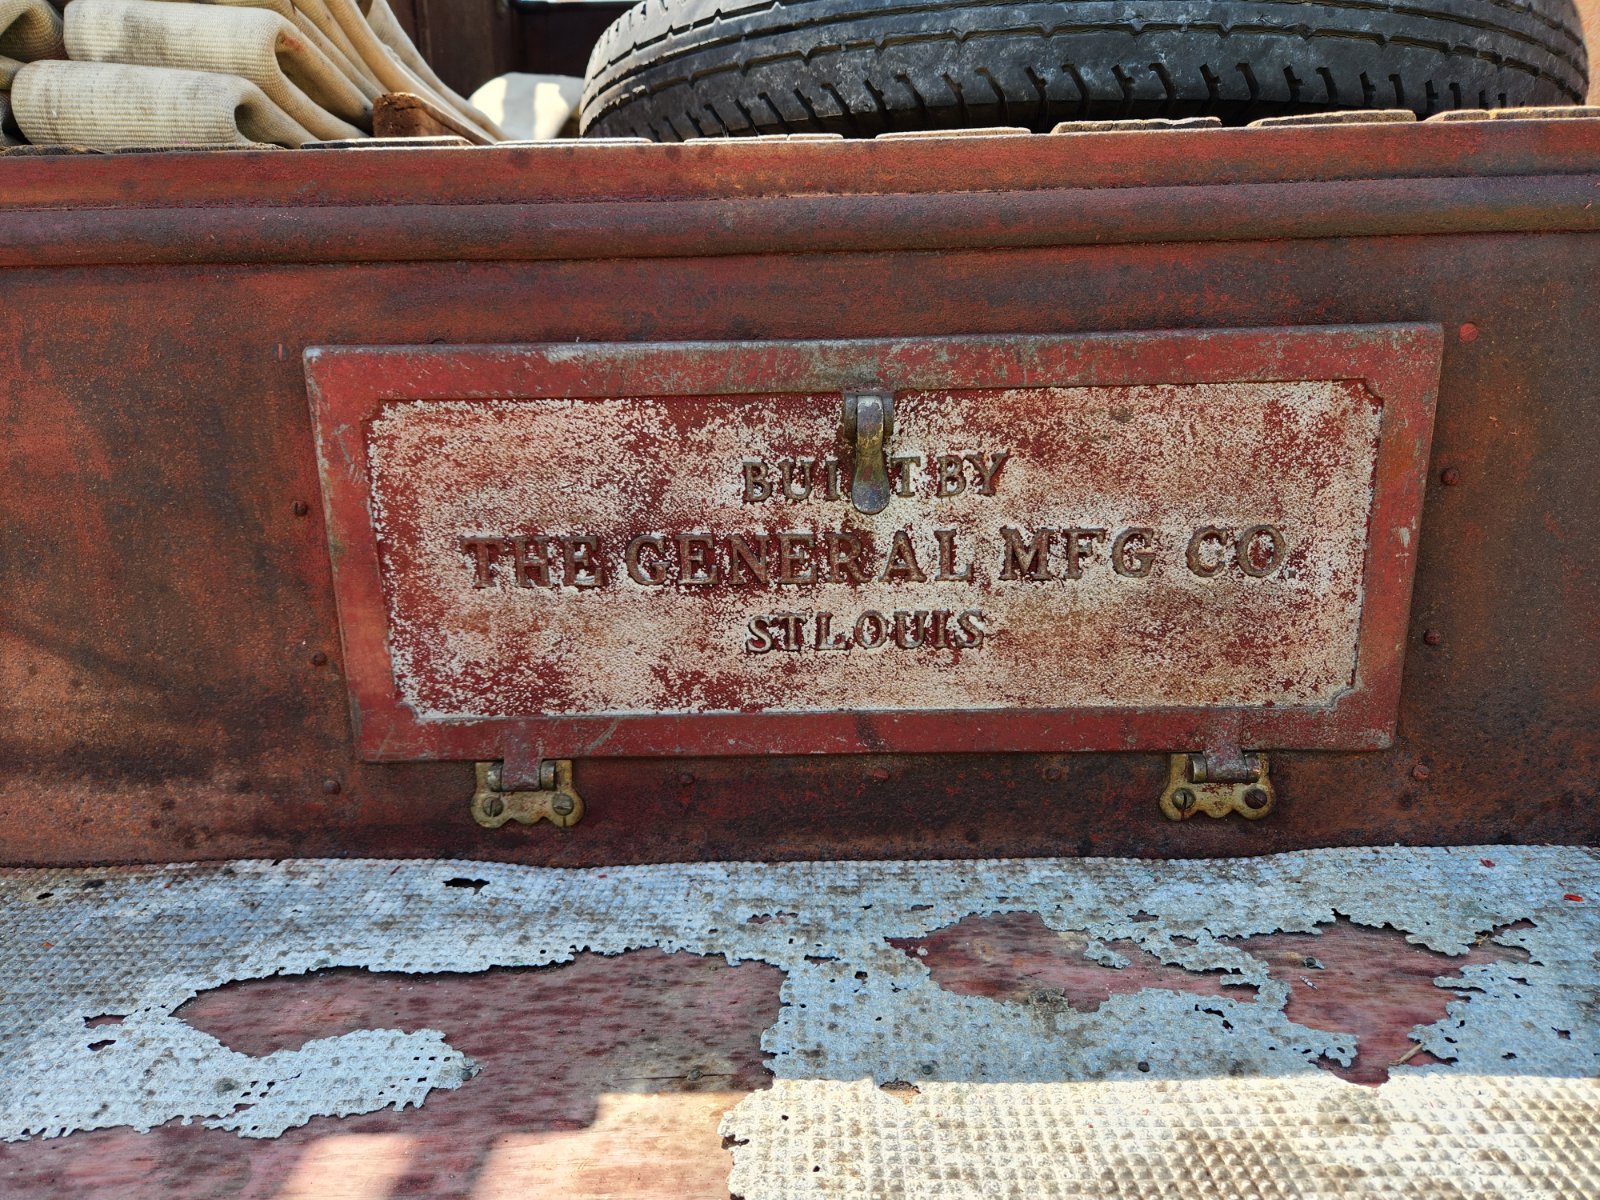 BUILT BY
THE GENERAL MFG CO.
ST LOUIS